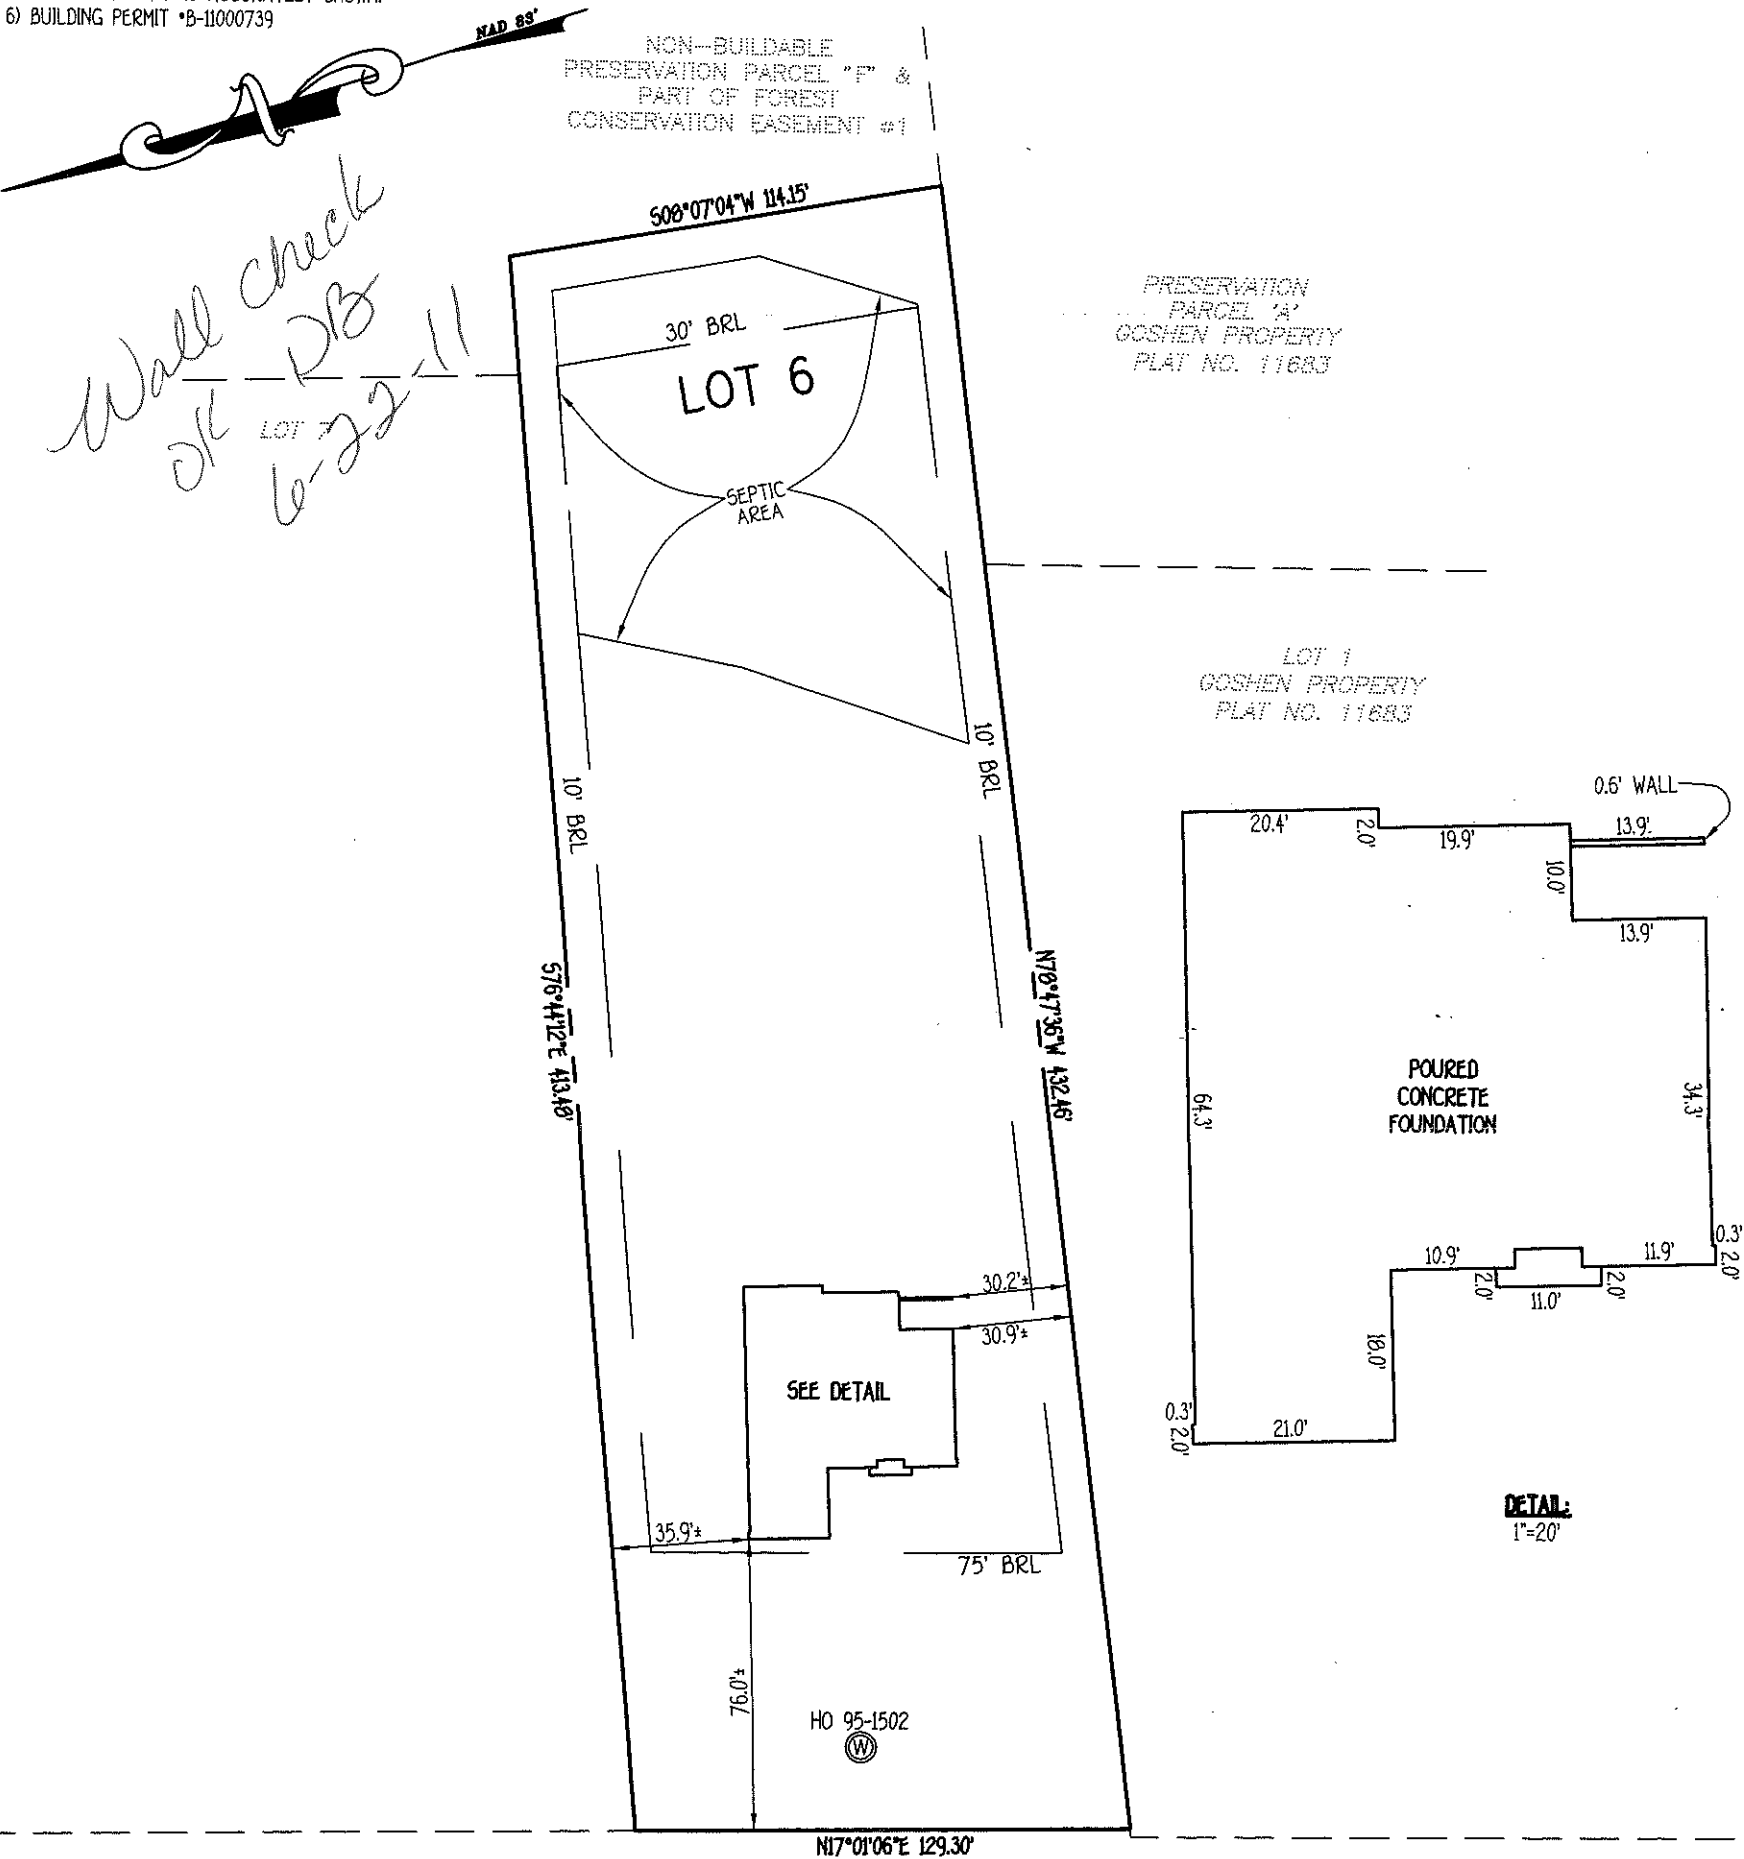 6) BUILDING PERMIT •B-11000739
NAD 83'
NON-BUILDABLE
PRESERVATION PARCEL "F" &
PART OF FOREST
CONSERVATION EASEMENT #1
Wall Check
OK DB
6-22-11
S08°07'04"W 114.15'
30' BRL
LOT 6
LOT 7
SEPTIC
AREA
PRESERVATION
PARCEL 'A'
GOSHEN PROPERTY
PLAT NO. 11683
LOT 1
GOSHEN PROPERTY
PLAT NO. 11683
10' BRL
10' BRL
S76°44'12"E 413.48'
N78°47'36"W 432.46'
0.6' WALL
20.4'
2.0'
19.9'
13.9'
10.0'
13.9'
64.3'
POURED
CONCRETE
FOUNDATION
34.3'
10.9'
2.0'
11.0'
2.0'
11.9'
0.3'
2.0'
18.0'
0.3'
2.0'
21.0'
DETAIL:
1"=20'
30.2'±
30.9'±
SEE DETAIL
35.9'±
75' BRL
76.0'±
HO 95-1502
W
N17°01'06"E 129.30'